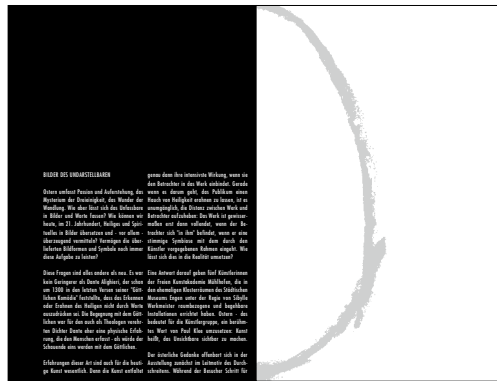 BILDER DES UNDARSTELLBAREN
Ostern umfasst Passion und Auferstehung, das
Mysterium der Dreieinigkeit, das Wunder der
Wandlung. Wie aber lässt sich das Unfassbare
in Bilder und Worte fassen? Wie können wir
heute, im 21. Jahrhundert, Heiliges und Spiri-
tuelles in Bilder übersetzen und - vor allem -
überzeugend vermitteln? Vermögen die über-
lieferten Bildformen und Symbole noch immer
diese Aufgabe zu leisten?
Diese Fragen sind alles andere als neu. Es war
kein Geringerer als Dante Alighieri, der schon
um 1300 in den letzten Versen seiner "Gött-
lichen Komödie" feststellte, dass das Erkennen
oder Erahnen des Heiligen nicht durch Worte
auszudrücken sei. Die Begegnung mit dem Gött-
lichen war für den auch als Theologen verehr-
ten Dichter Dante eher eine physische Erfah-
rung, die den Menschen erfasst - als würde der
Schauende eins werden mit dem Göttlichen.
Erfahrungen dieser Art sind auch für die heuti-
ge Kunst wesentlich. Denn die Kunst entfaltet
genau dann ihre intensivste Wirkung, wenn sie
den Betrachter in das Werk einbindet. Gerade
wenn es darum geht, das Publikum einen
Hauch von Heiligkeit erahnen zu lassen, ist es
unumgänglich, die Distanz zwischen Werk und
Betrachter aufzuheben: Das Werk ist gewisser-
maßen erst dann vollendet, wenn der Be-
trachter sich "in ihm" befindet, wenn er eine
stimmige Symbiose mit dem durch den
Künstler vorgegebenen Rahmen eingeht. Wie
lässt sich dies in die Realität umsetzen?
Eine Antwort darauf geben fünf Künstlerinnen
der Freien Kunstakademie Mühlhofen, die in
den ehemaligen Klosterräumen des Städtischen
Museums Engen unter der Regie von Sibylle
Werkmeister raumbezogene und begehbare
Installationen errichtet haben. Ostern - das
bedeutet für die Künstlergruppe, ein berühm-
tes Wort von Paul Klee umzusetzen: Kunst
heißt, das Unsichtbare sichtbar zu machen.
Der österliche Gedanke offenbart sich in der
Ausstellung zunächst im Leitmotiv des Durch-
schreitens. Während der Besucher Schritt für